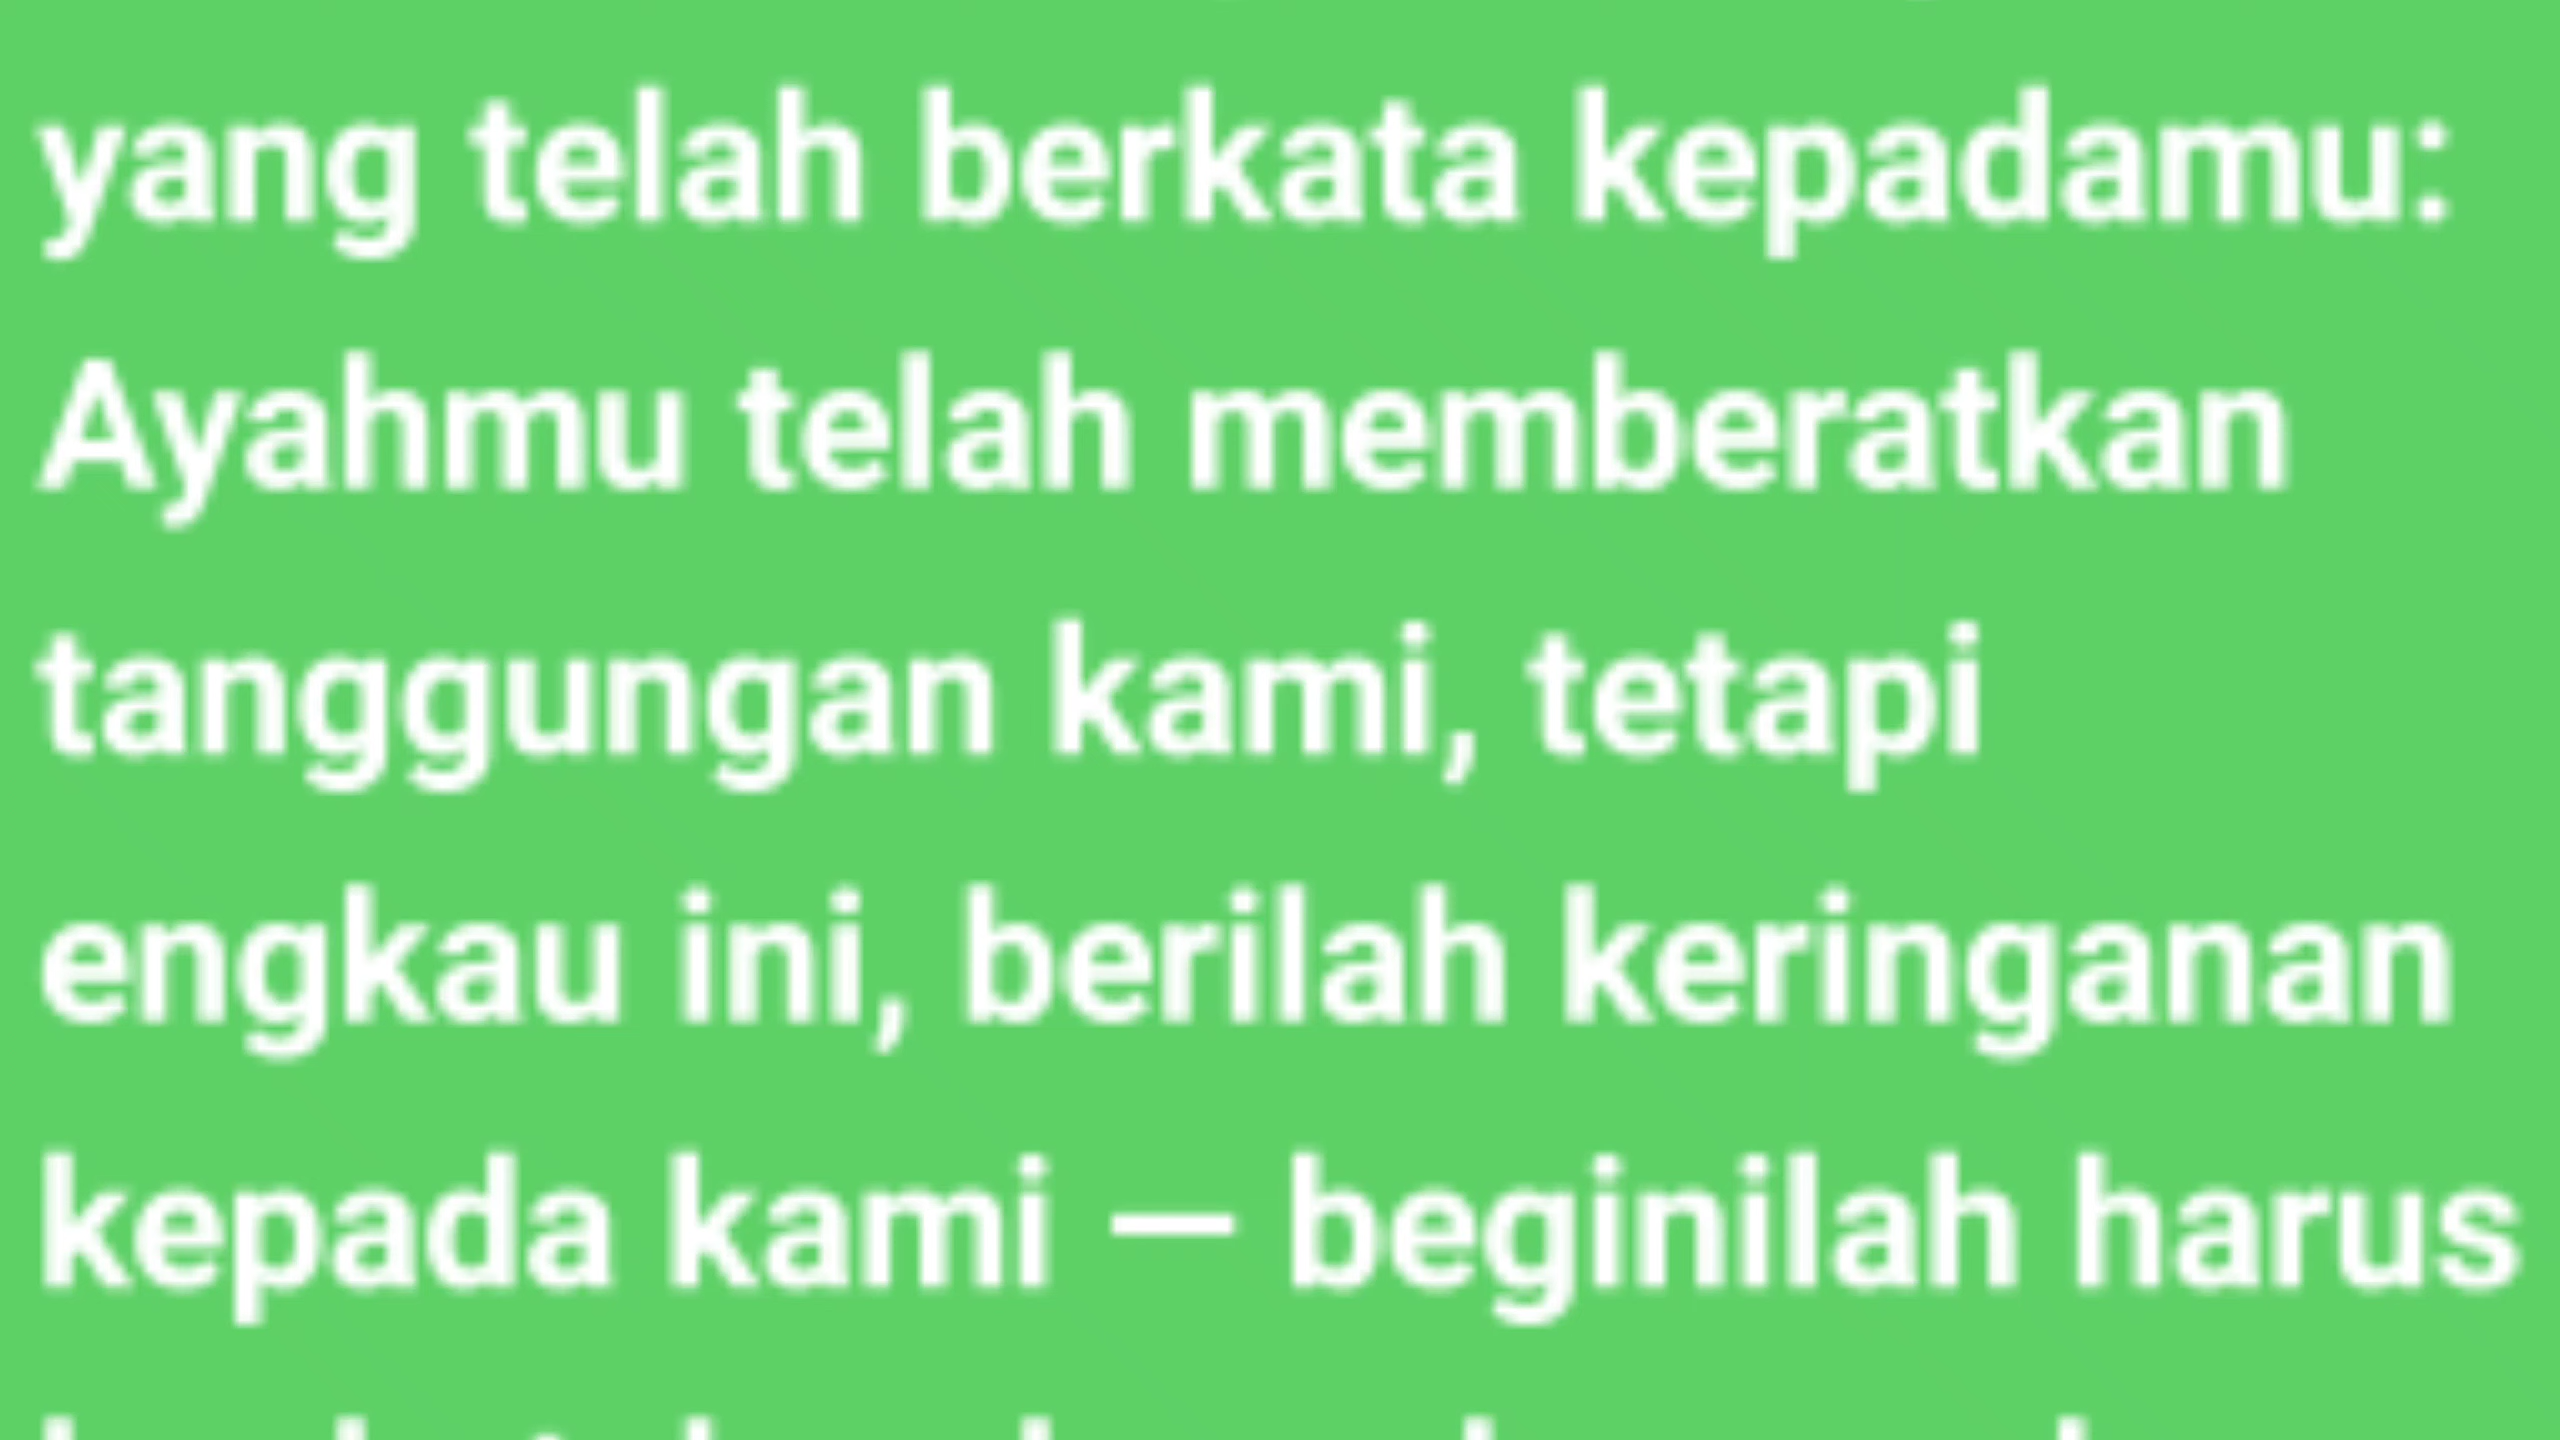 yang telah berkata kepadamu:
Ayahmu telah memberatkan
tanggungan kami, tetapi
engkau ini, berilah keringanan
kepada kami — beginilah harus